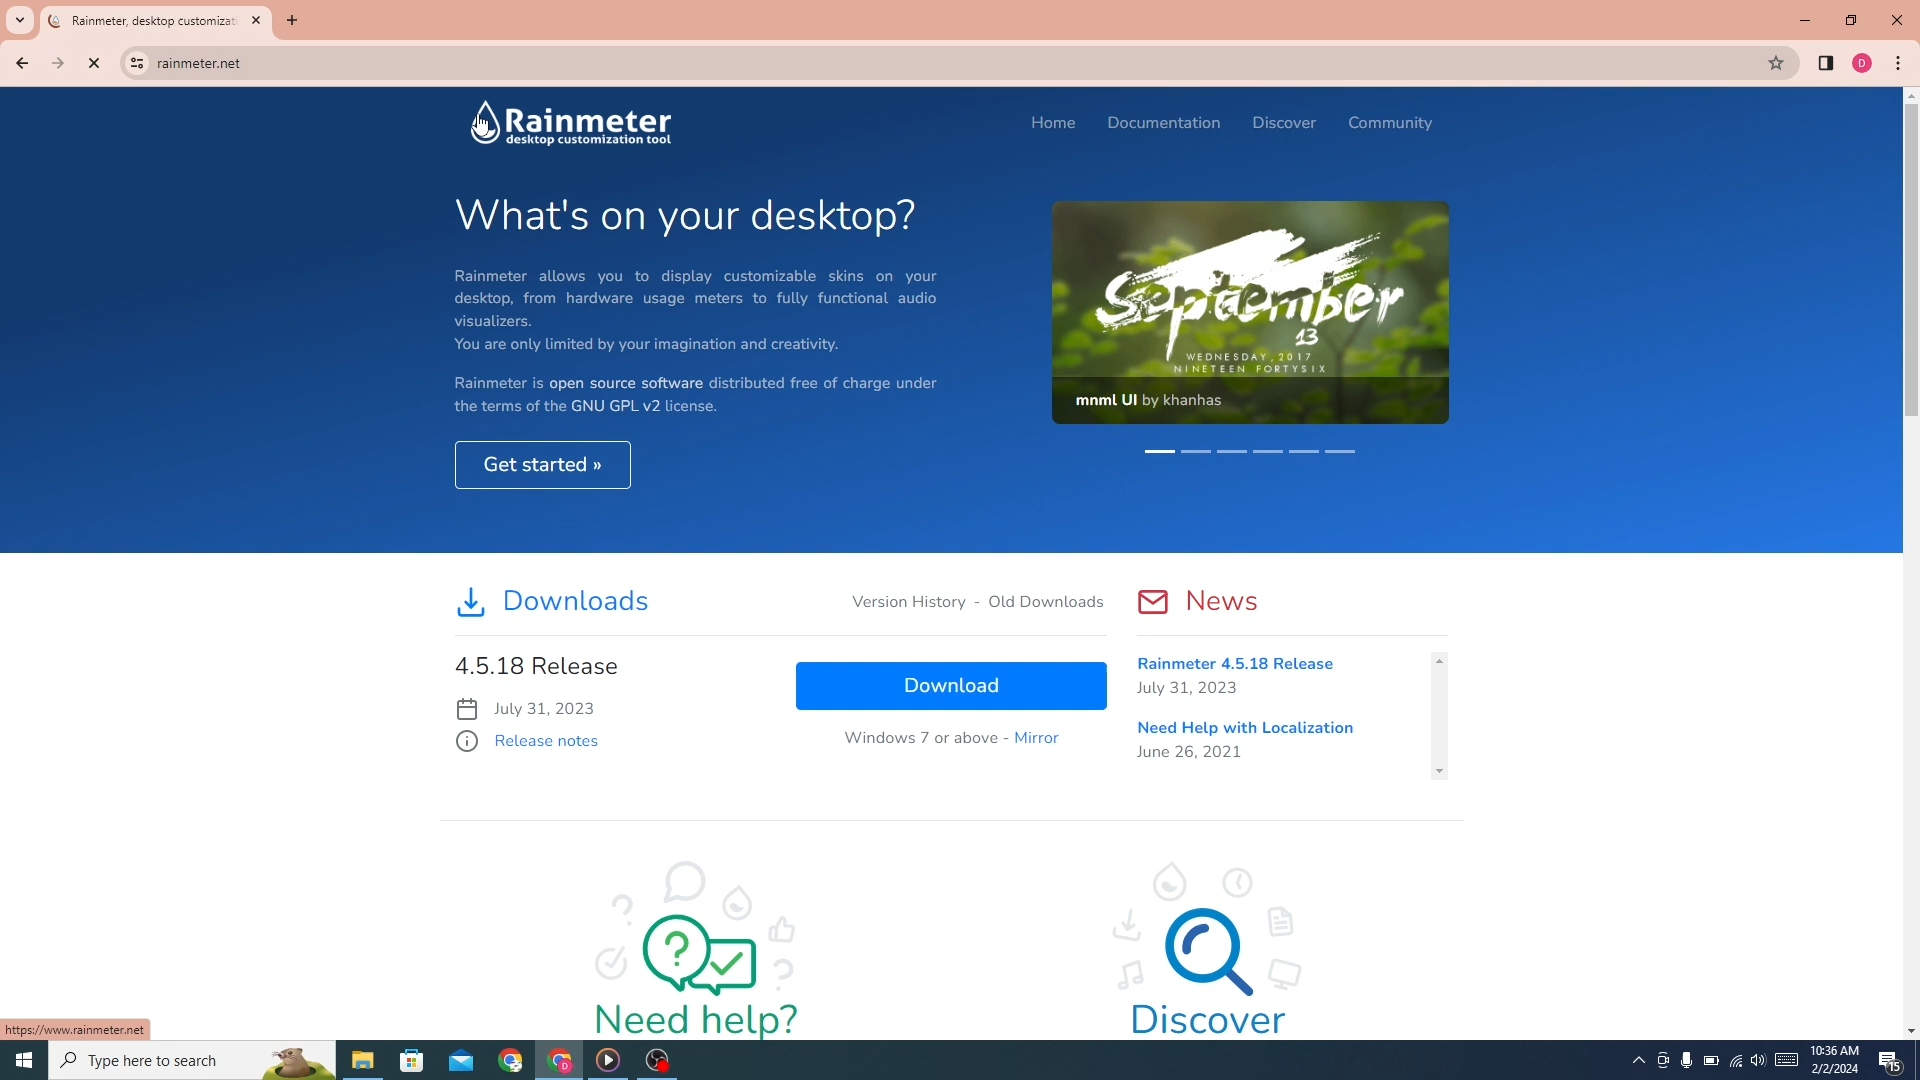 Rainmeter, desktop customizati
rainmeter.net
D
Rainmeter
desktop customization tool
Home
Documentation
Discover
Community
What's on your desktop?
Rainmeter allows you to display customizable skins on your
desktop, from hardware usage meters to fully functional audio
visualizers.
You are only limited by your imagination and creativity.
Rainmeter is open source software distributed free of charge under
the terms of the GNU GPL v2 license.
Get started »
September
13
WEDNESDAY, 2017
NINETEEN FORTYSIX
mnml UI by khanhas
Downloads
Version History - Old Downloads
4.5.18 Release
July 31, 2023
Release notes
Download
Windows 7 or above - Mirror
News
Rainmeter 4.5.18 Release
July 31, 2023
Need Help with Localization
June 26, 2021
Need help?
Discover
https://www.rainmeter.net
Type here to search
D
10:36 AM
2/2/2024
15